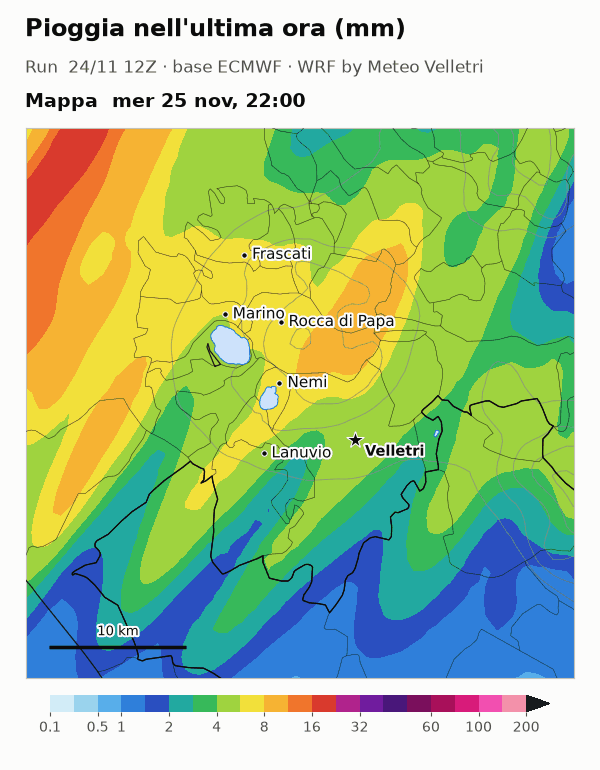 Pioggia nell'ultima ora (mm)
Run  24/11 12Z · base ECMWF · WRF by Meteo Velletri
Mappa  mer 25 nov, 22:00
Frascati
Marino
Rocca di Papa
Nemi
Velletri
Lanuvio
10 km
0.1 0.5 1 2 4 8 16 32 60 100 200